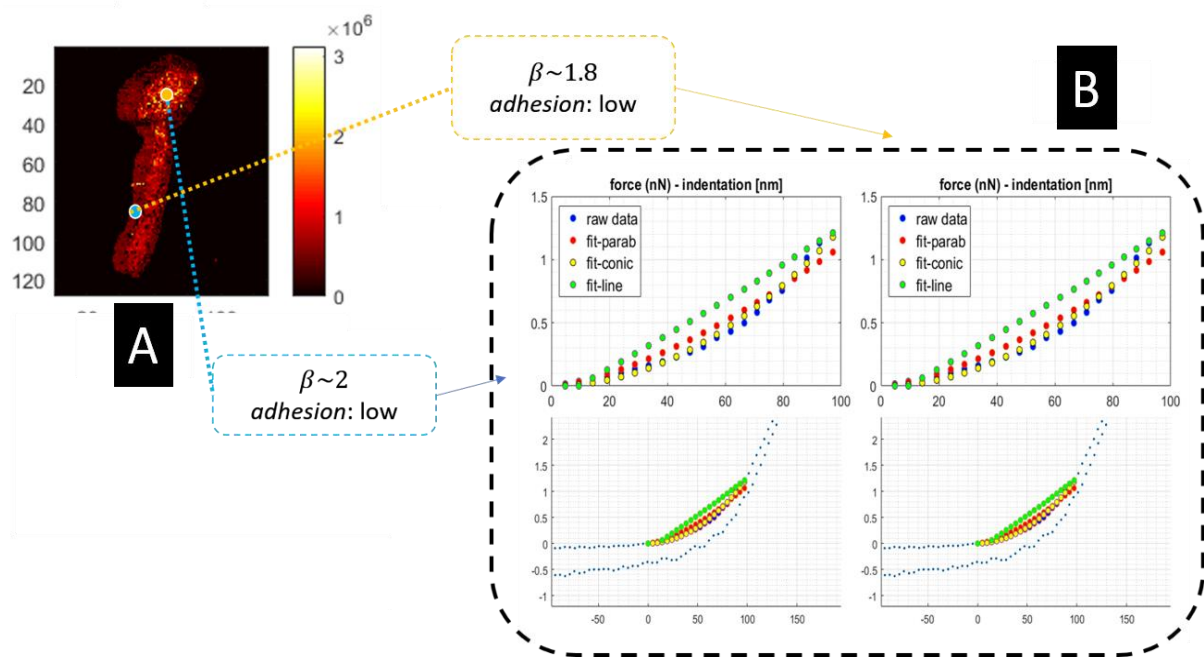 ×10⁶
3
2
1
0
20
40
60
80
100
120
A
β~1.8
adhesion: low
β~2
adhesion: low
B
force (nN) - indentation [nm]
1.5
1
0.5
0
raw data
fit-parab
fit-conic
fit-line
0 20 40 60 80 100
force (nN) - indentation [nm]
1.5
1
0.5
0
raw data
fit-parab
fit-conic
fit-line
0 20 40 60 80 100
2
1.5
1
0.5
0
-0.5
-1
-50 0 50 100 150
2
1.5
1
0.5
0
-0.5
-1
-50 0 50 100 150